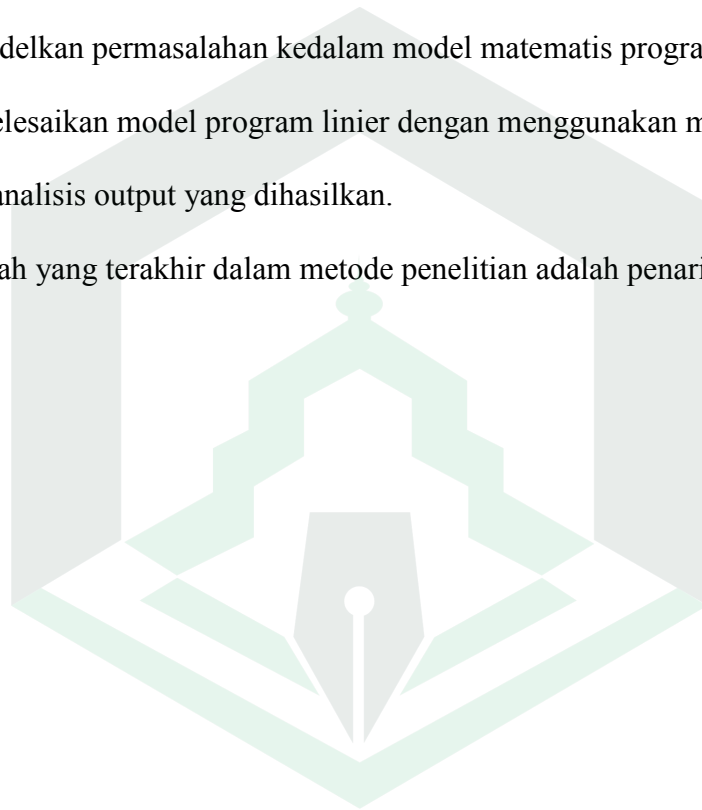 delkan permasalahan kedalam model matematis progra
elesaikan model program linier dengan menggunakan m
analisis output yang dihasilkan.
ah yang terakhir dalam metode penelitian adalah penari